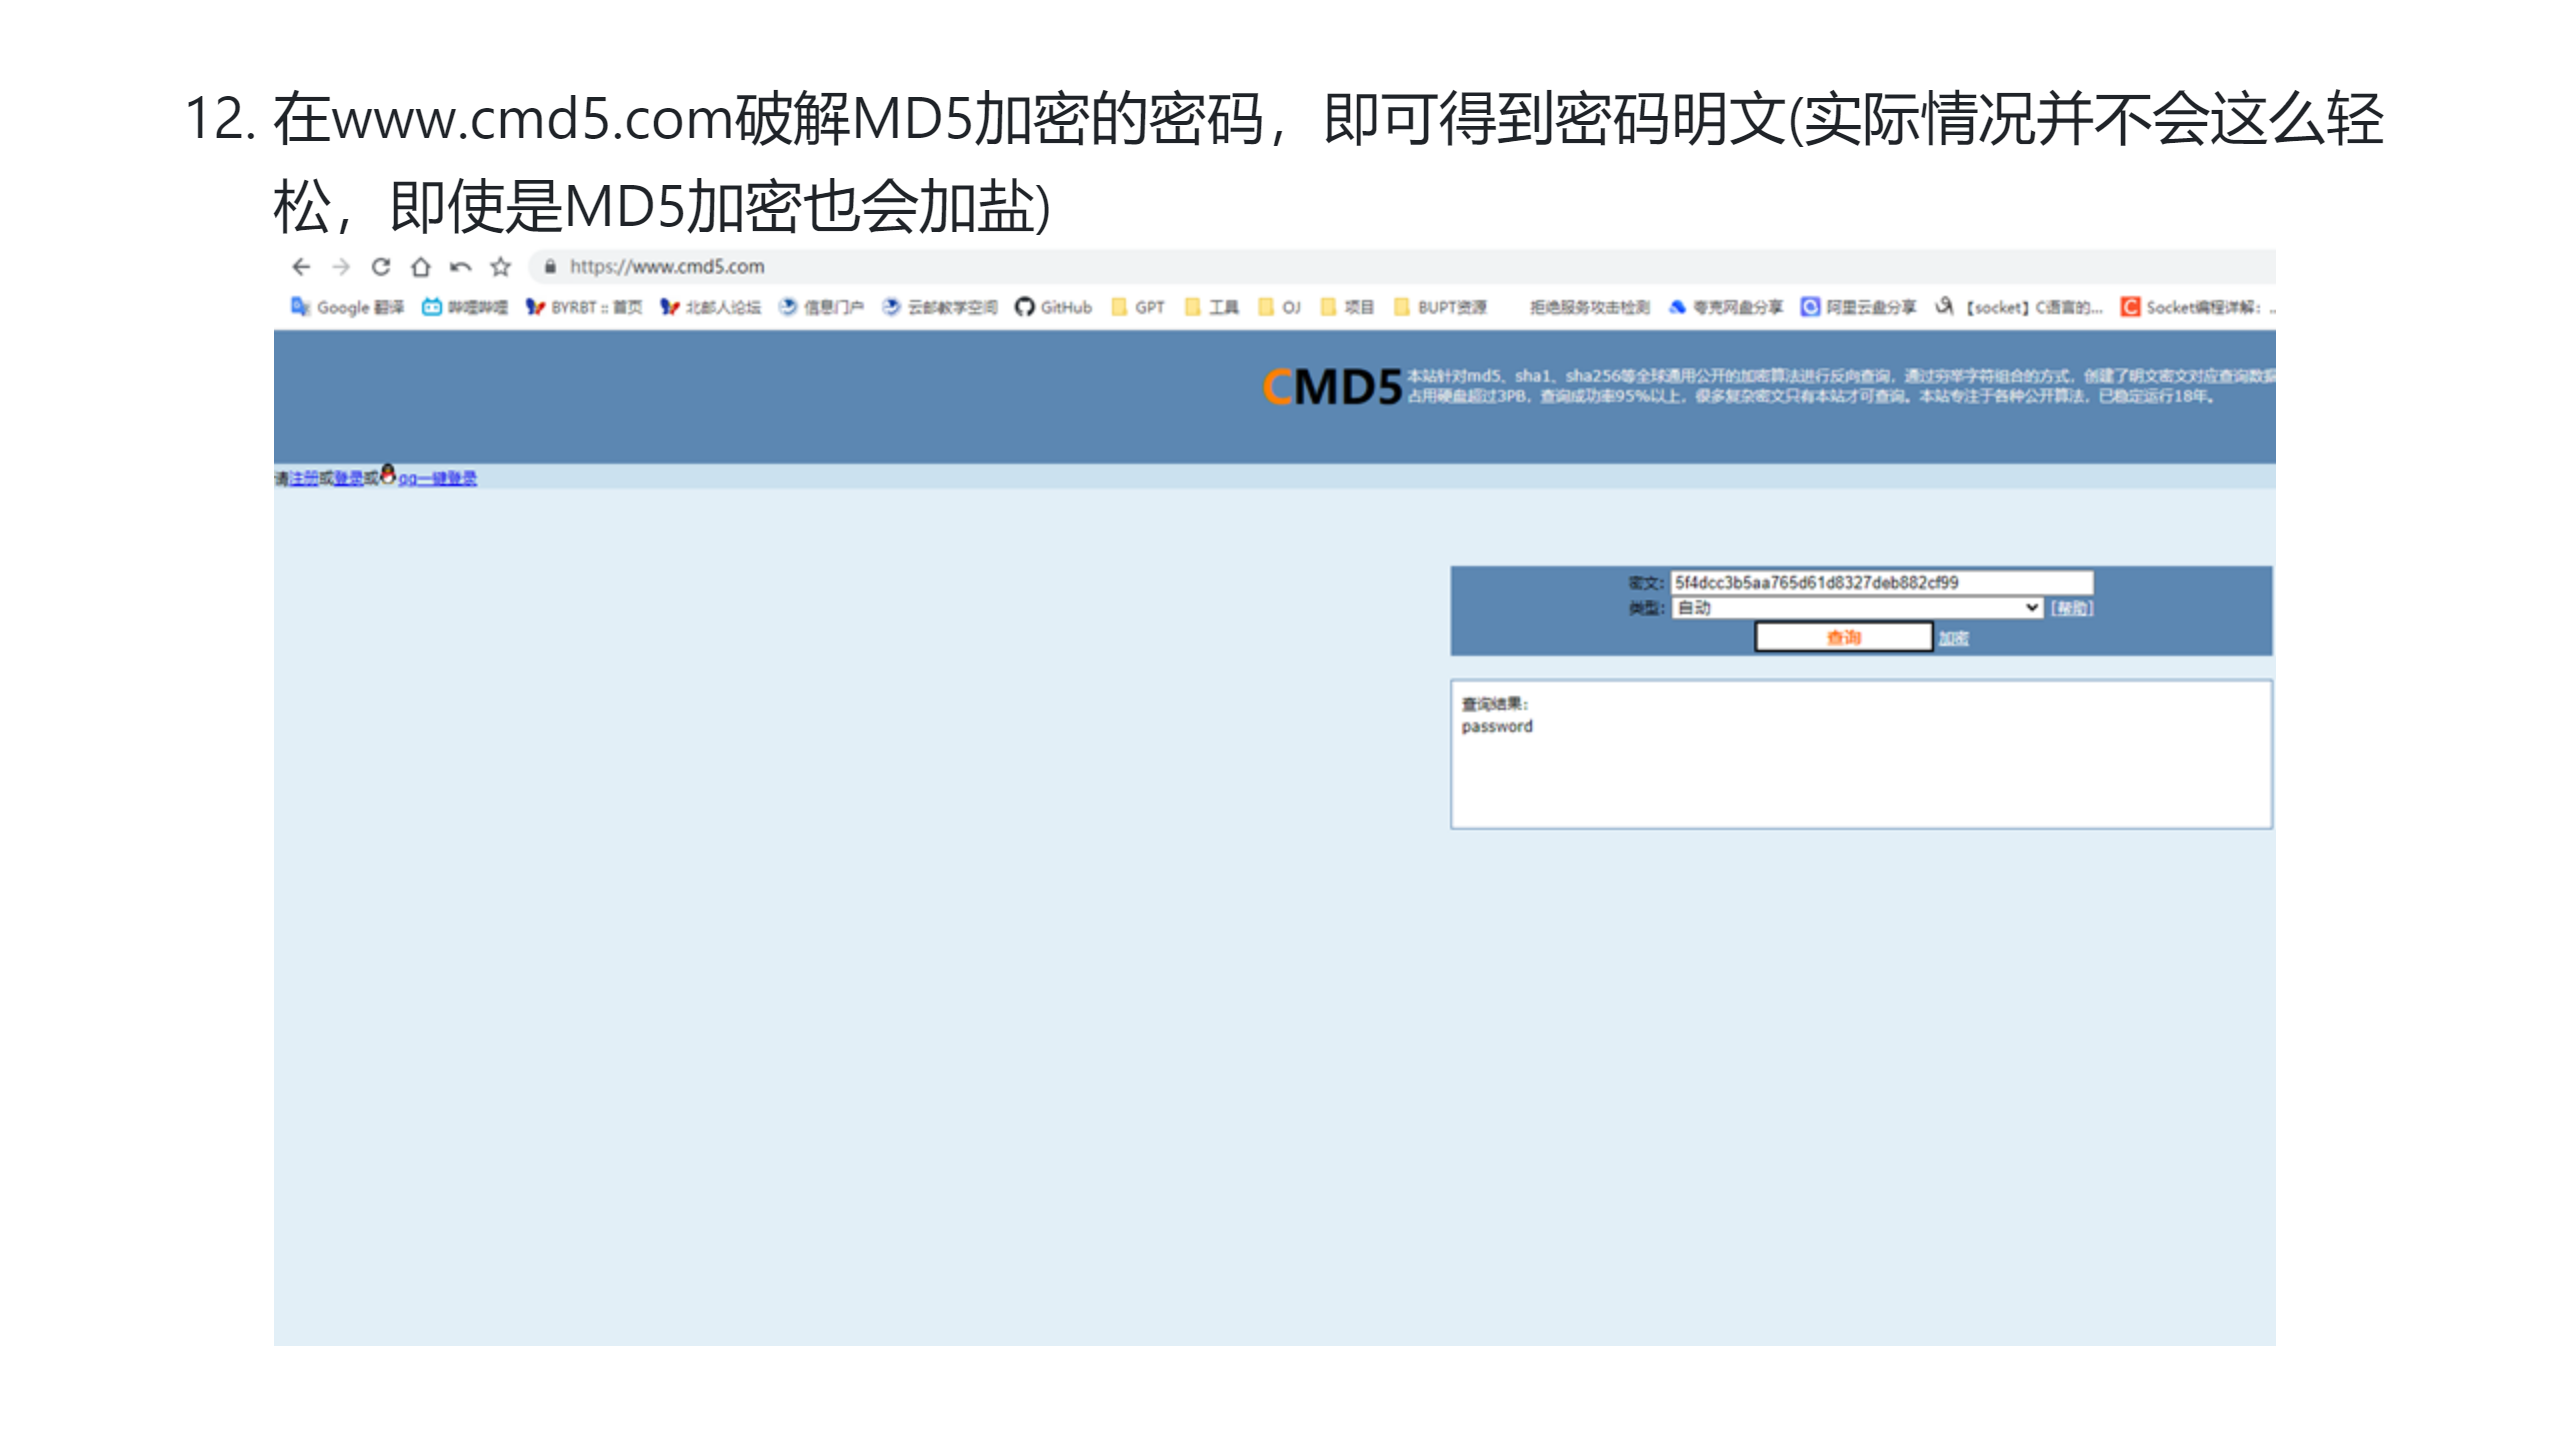 12. 在www.cmd5.com破解MD5加密的密码，即可得到密码明文(实际情况并不会这么轻
松，即使是MD5加密也会加盐)
https://www.cmd5.com
Google 翻译 哔哩哔哩 BYRBT :: 首页 北邮人论坛 信息门户 云邮教学空间 GitHub GPT 工具 OJ 项目 BUPT资源 拒绝服务攻击检测 夸克网盘分享 阿里云盘分享 【socket】C语言的... Socket编程详解：...
CMD5 本站针对md5、sha1、sha256等全球通用公开的加密算法进行反向查询，通过穷举字符组合的方式，创建了明文密文对应查询数据
占用硬盘超过3PB，查询成功率95%以上，很多复杂密文只有本站才可查询。本站专注于各种公开算法，已稳定运行18年。
请注册或登录或qq一键登录
密文: 5f4dcc3b5aa765d61d8327deb882cf99
类型: 自动 [帮助]
查询 加密
查询结果:
password